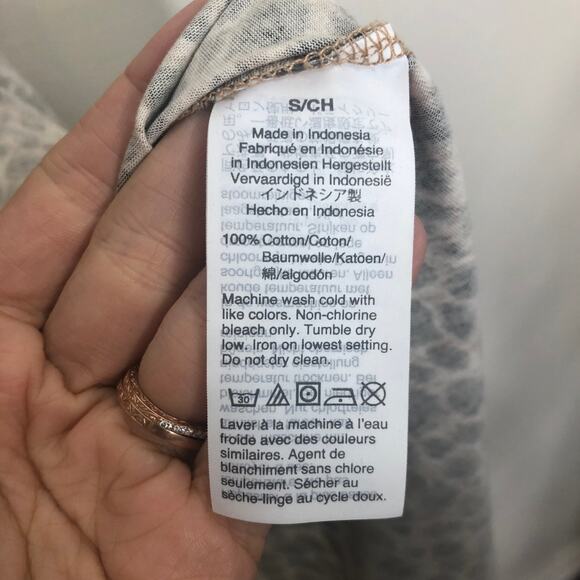 S/CH
Made in Indonesia
Fabriqué en Indonésie
in Indonesien Hergestellt
Vervaardigd in Indonesië
インドネシア製
Hecho en Indonesia
100% Cotton/Coton/
Baumwolle/Katoen/
綿/algodón
Machine wash cold with
like colors. Non-chlorine
bleach only. Tumble dry
low. Iron on lowest setting.
Do not dry clean.
30
Laver à la machine à l'eau
froide avec des couleurs
similaires. Agent de
blanchiment sans chlore
seulement. Sécher au
sèche-linge au cycle doux.